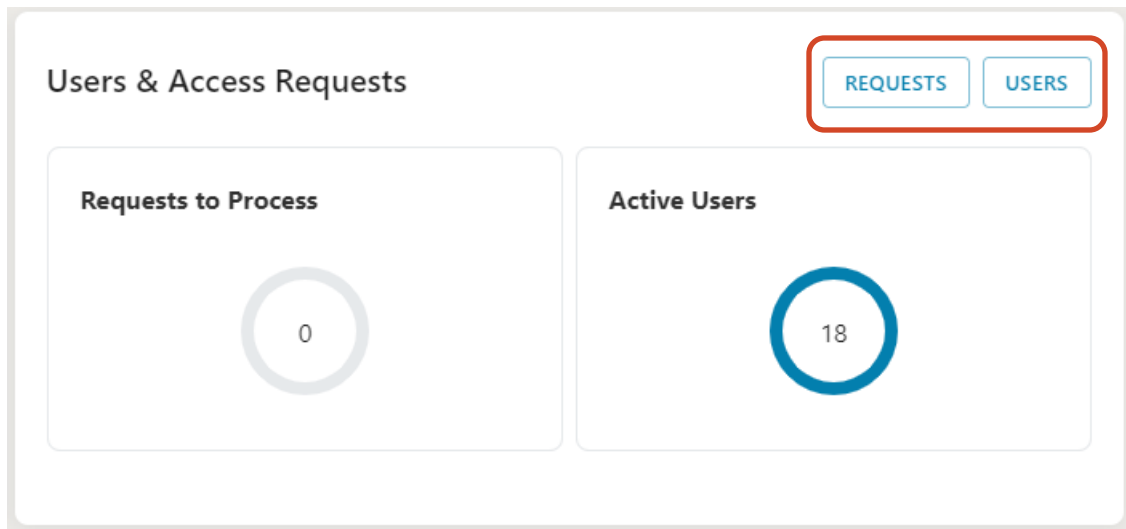 Users & Access Requests
REQUESTS
USERS
Requests to Process
0
Active Users
18